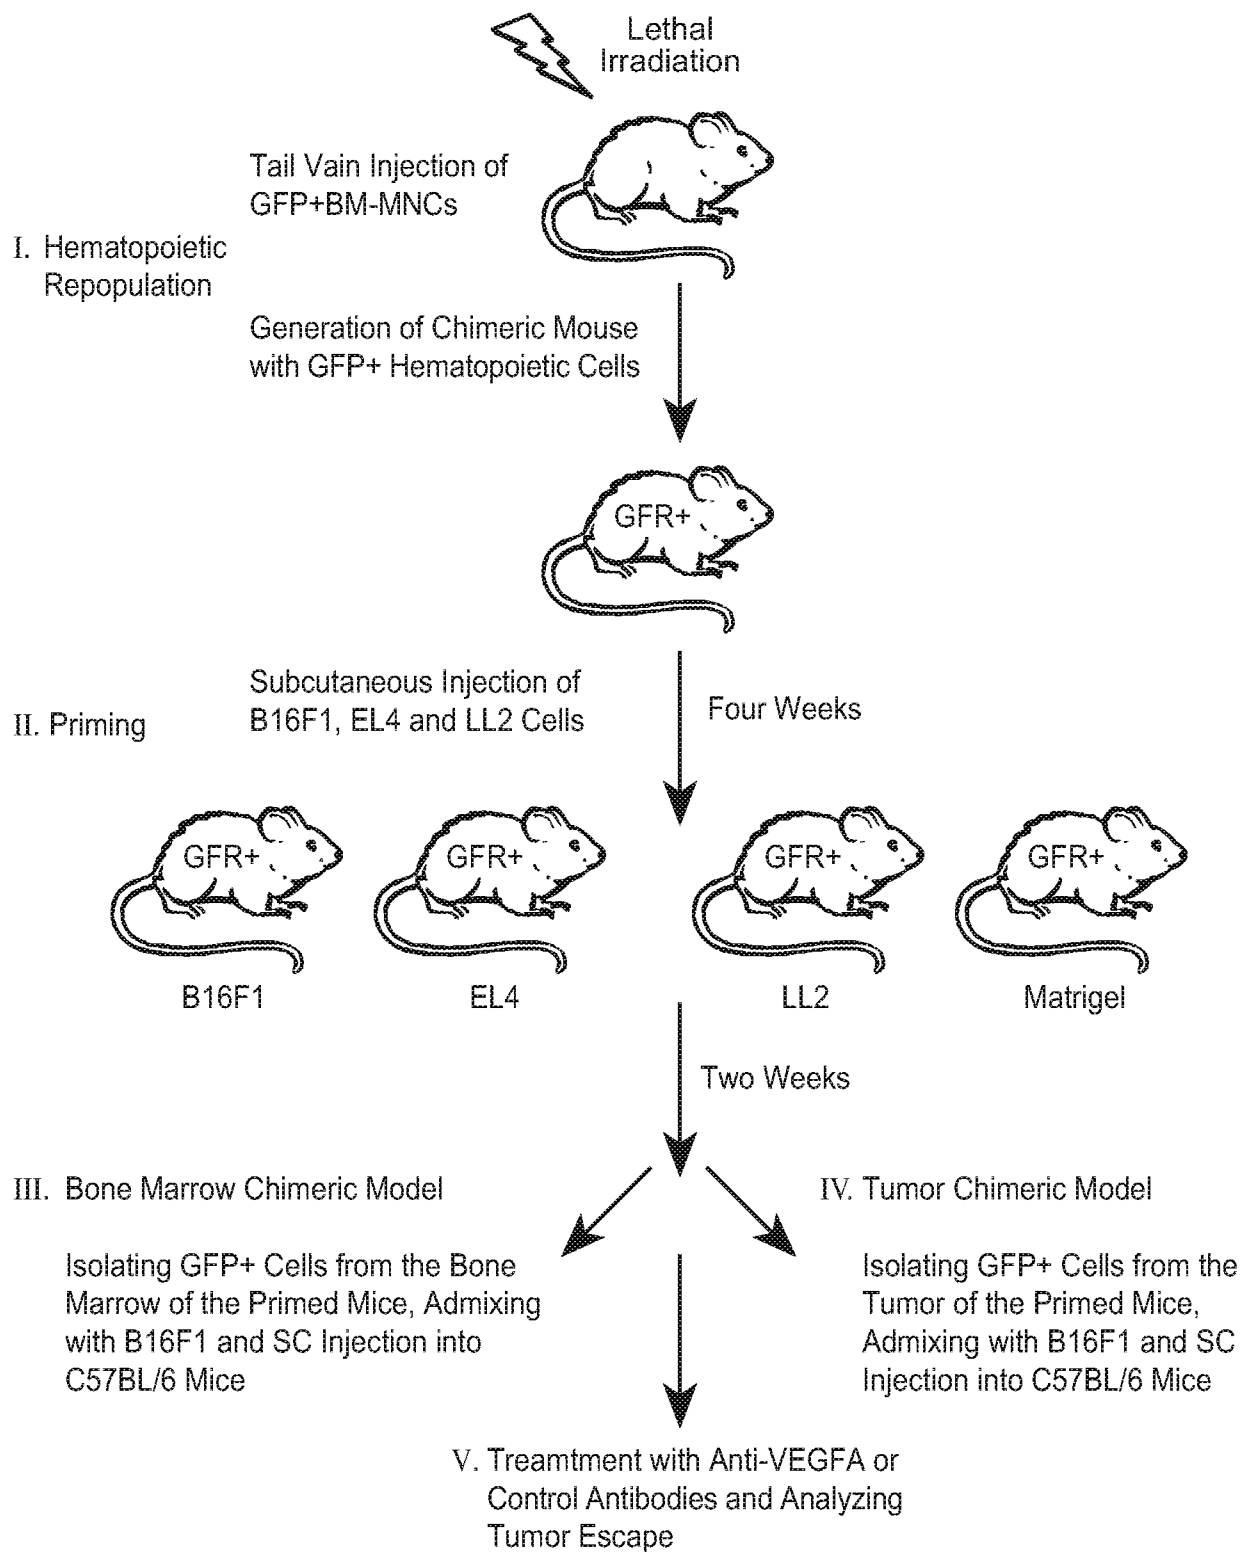 Lethal
Irradiation
Tail Vain Injection of
GFP+BM-MNCs
I. Hematopoietic
Repopulation
Generation of Chimeric Mouse
with GFP+ Hematopoietic Cells
GFR+
Subcutaneous Injection of
B16F1, EL4 and LL2 Cells
Four Weeks
II. Priming
GFR+
GFR+
GFR+
GFR+
B16F1
EL4
LL2
Matrigel
Two Weeks
III. Bone Marrow Chimeric Model
Isolating GFP+ Cells from the Bone
Marrow of the Primed Mice, Admixing
with B16F1 and SC Injection into
C57BL/6 Mice
IV. Tumor Chimeric Model
Isolating GFP+ Cells from the
Tumor of the Primed Mice,
Admixing with B16F1 and SC
Injection into C57BL/6 Mice
V. Treamtment with Anti-VEGFA or
Control Antibodies and Analyzing
Tumor Escape